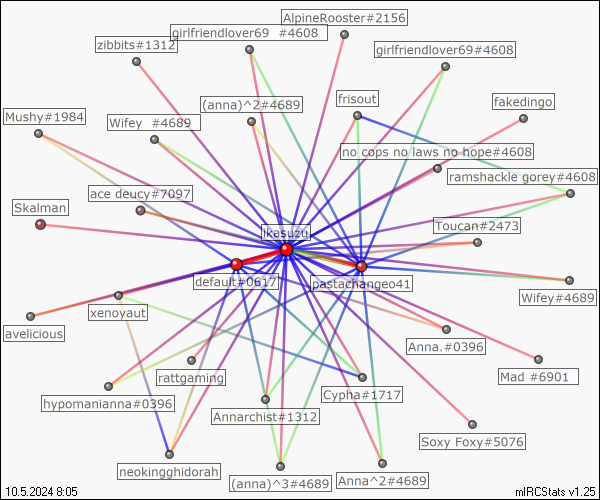 AlpineRooster#2156
girlfriendlover69 #4608
zibbits#1312
girlfriendlover69#4608
(anna)^2#4689
frisout
fakedingo
Mushy#1984
Wifey #4689
no cops no laws no hope#4608
ramshackle gorey#4608
ace deucy#7097
Skalman
Toucan#2473
ikasuzu
default#0617
pastachangeo41
Wifey#4689
xenoyaut
avelicious
Anna.#0396
rattgaming
Mad #6901
hypomanianna#0396
Cypha#1717
Annarchist#1312
Soxy Foxy#5076
neokingghidorah
(anna)^3#4689
Anna^2#4689
10.5.2024 8:05
mIRCStats v1.25